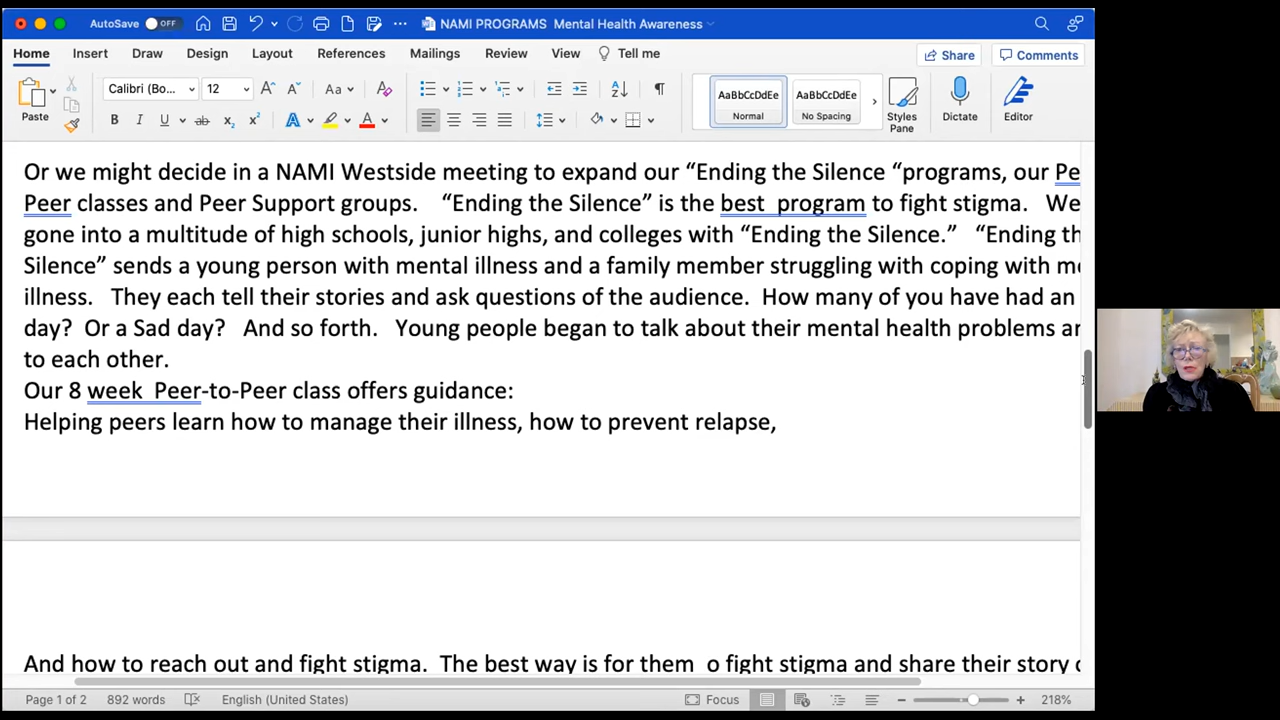 AutoSave OFF
NAMI PROGRAMS Mental Health Awareness
Home Insert Draw Design Layout References Mailings Review View Tell me Share Comments
Paste
Calibri (Bo... 12
AaBbCcDdEe AaBbCcDdEe
Normal No Spacing
Styles Pane
Dictate
Editor
Or we might decide in a NAMI Westside meeting to expand our “Ending the Silence “programs, our Pe
Peer classes and Peer Support groups. “Ending the Silence” is the best program to fight stigma. We
gone into a multitude of high schools, junior highs, and colleges with “Ending the Silence.” “Ending th
Silence” sends a young person with mental illness and a family member struggling with coping with m
illness. They each tell their stories and ask questions of the audience. How many of you have had an
day? Or a Sad day? And so forth. Young people began to talk about their mental health problems a
to each other.
Our 8 week Peer-to-Peer class offers guidance:
Helping peers learn how to manage their illness, how to prevent relapse,
And how to reach out and fight stigma. The best way is for them o fight stigma and share their story
Page 1 of 2 892 words English (United States) Focus 218%